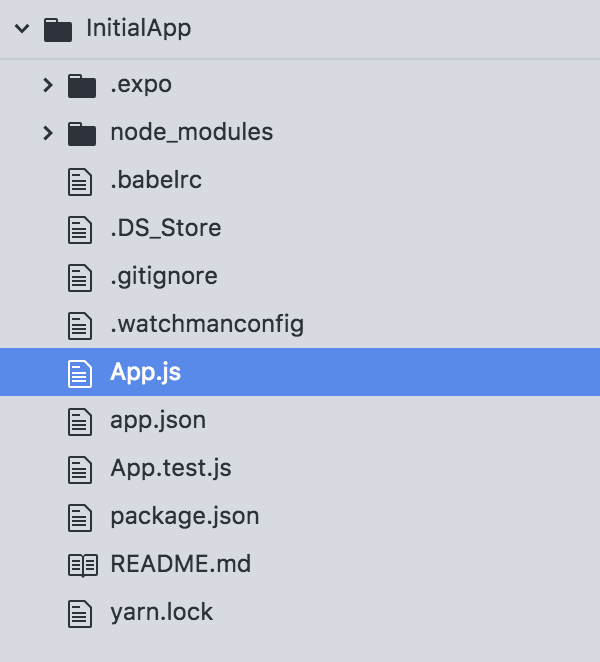 InitialApp
.expo
node_modules
.babelrc
.DS_Store
.gitignore
.watchmanconfig
App.js
app.json
App.test.js
package.json
README.md
yarn.lock